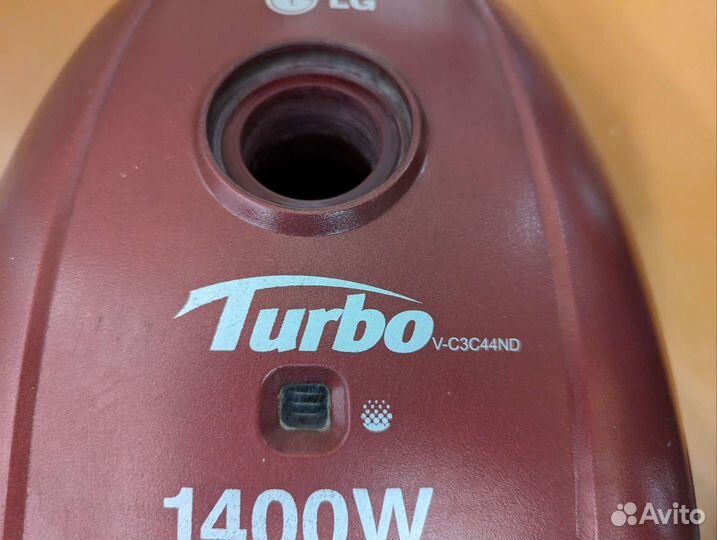 LG
Turbo
V-C3C44ND
1400W
Avito